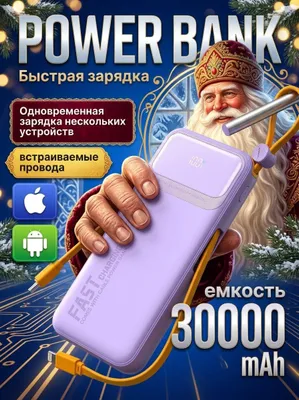 POWER BANK
Быстрая зарядка
Одновременная
зарядка нескольких
устройств
встраиваемые
провода
FAST
емкость
30000
mAh